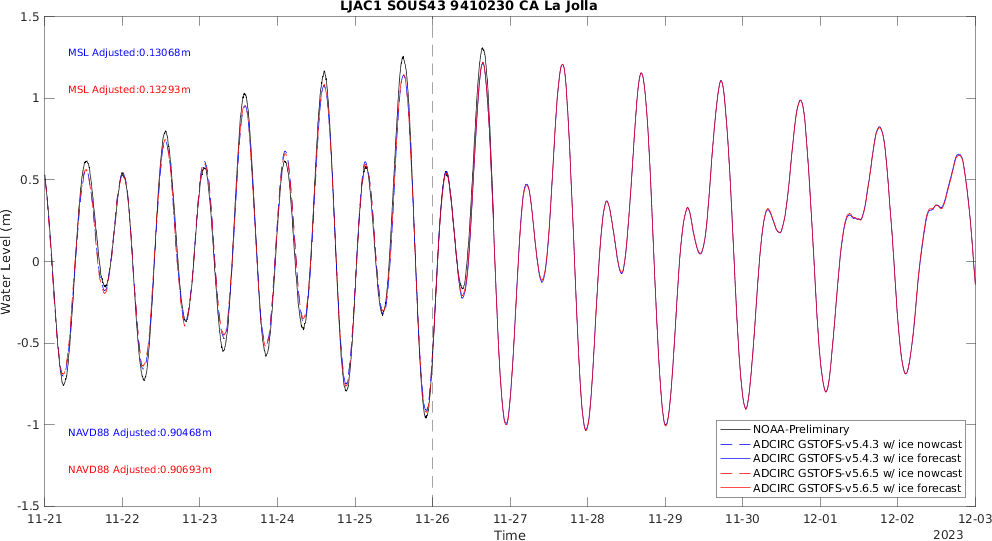 LJAC1 SOUS43 9410230 CA La Jolla
1.5
1
0.5
0
-0.5
-1
-1.5
Water Level (m)
MSL Adjusted:0.13068m
MSL Adjusted:0.13293m
NAVD88 Adjusted:0.90468m
NAVD88 Adjusted:0.90693m
NOAA-Preliminary
ADCIRC GSTOFS-v5.4.3 w/ ice nowcast
ADCIRC GSTOFS-v5.4.3 w/ ice forecast
ADCIRC GSTOFS-v5.6.5 w/ ice nowcast
ADCIRC GSTOFS-v5.6.5 w/ ice forecast
11-21 11-22 11-23 11-24 11-25 11-26 11-27 11-28 11-29 11-30 12-01 12-02 12-03
Time
2023